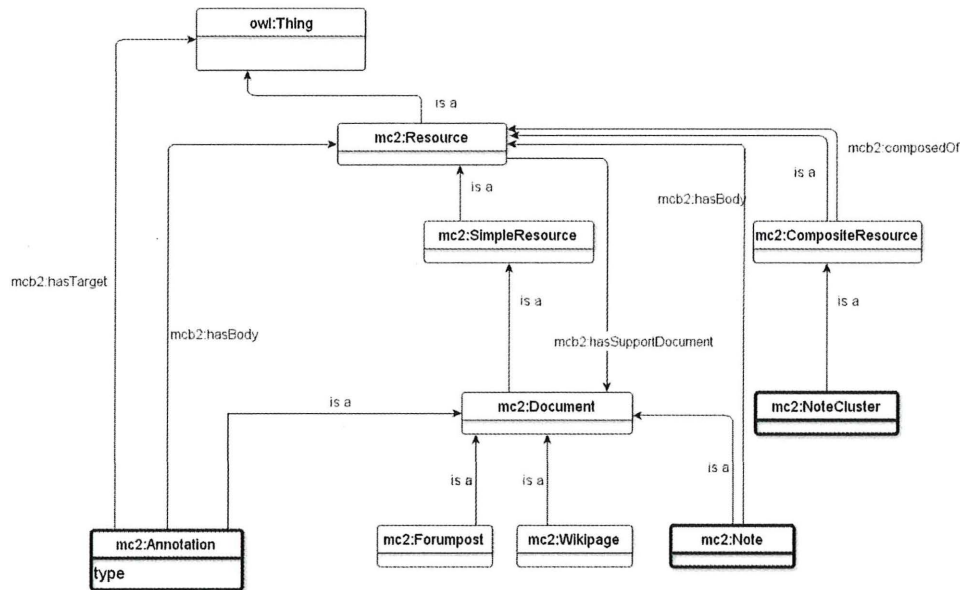 owl:Thing
is a
mc2:Resource
mcb2:composedOf
is a
is a
mcb2.hasBody
mc2:SimpleResource
mc2:CompositeResource
mcb2.hasTarget
is a
is a
mcb2:hasBody
mcb2:hasSupportDocument
is a
mc2:Document
mc2:NoteCluster
is a
is a
is a
mc2:Annotation
type
mc2:Forumpost
mc2:Wikipage
mc2:Note